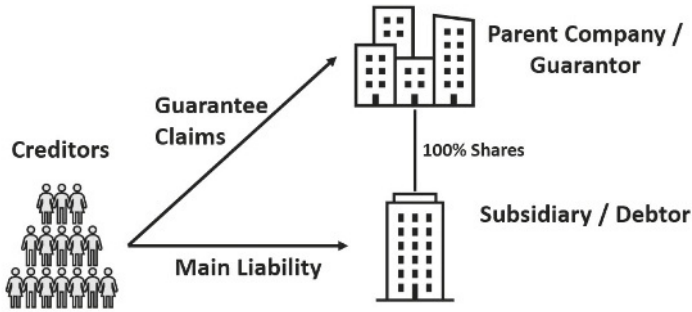 Parent Company /
Guarantor
Guarantee
Claims
Creditors
100% Shares
Subsidiary / Debtor
Main Liability